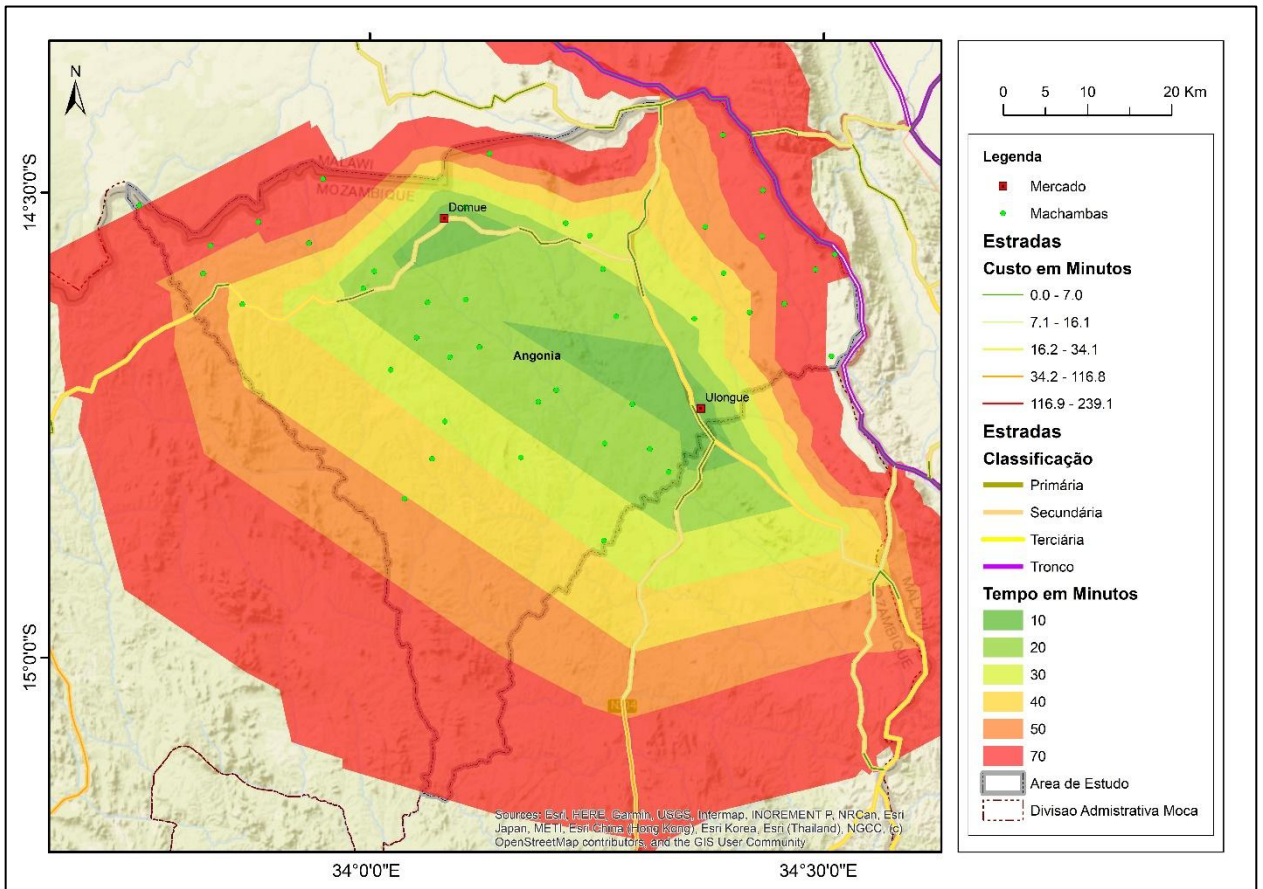 N
14°30'0"S
15°0'0"S
34°0'0"E
34°30'0"E
MALAWI
MOZAMBIQUE
Domue
Angonia
Ulongue
MALAWI
Sources: Esri, HERE, Garmin, USGS, Intermap, INCREMENT P, NRCan, Esri
Japan, METI, Esri China (Hong Kong), Esri Korea, Esri (Thailand), NGCC, (c)
OpenStreetMap contributors, and the GIS User Community
0 5 10 20 Km
Legenda
Mercado
Machambas
Estradas
Custo em Minutos
0.0 - 7.0
7.1 - 16.1
16.2 - 34.1
34.2 - 116.8
116.9 - 239.1
Estradas
Classificação
Primária
Secundária
Terciária
Tronco
Tempo em Minutos
10
20
30
40
50
70
Area de Estudo
Divisao Admistrativa Moca